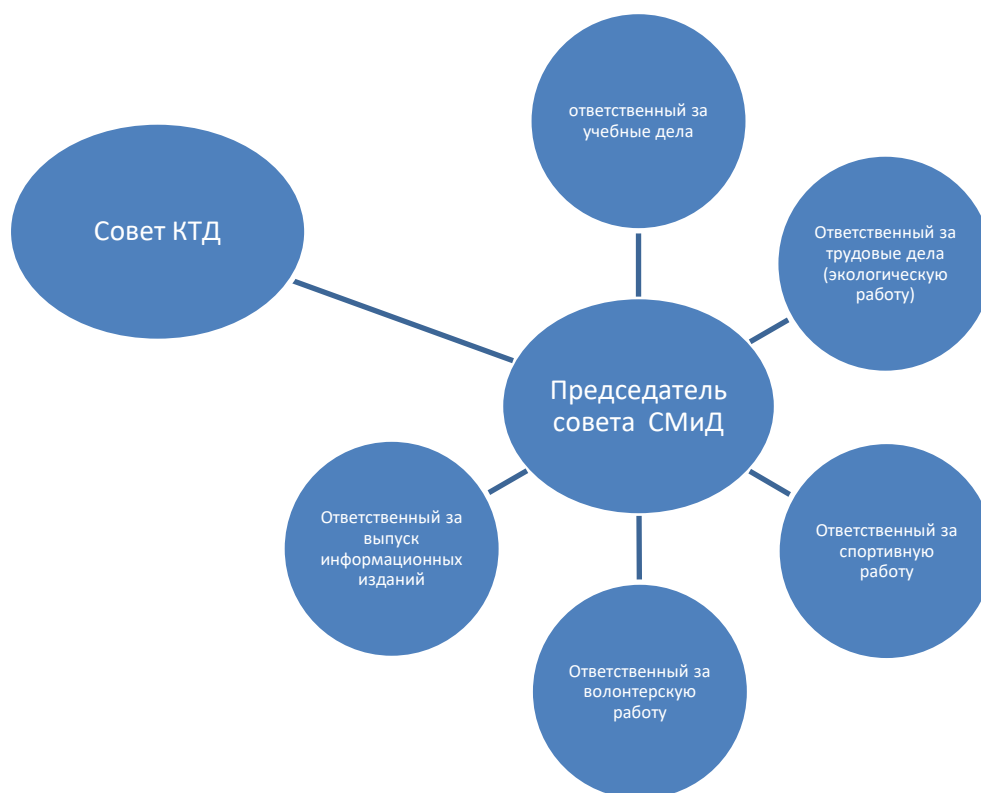 ответственный за
учебные дела
Совет КТД
Ответственный за
трудовые дела
(экологическую
работу)
Председатель
совета СМиД
Ответственный за
выпуск
информационных
изданий
Ответственный за
спортивную
работу
Ответственный за
волонтерскую
работу